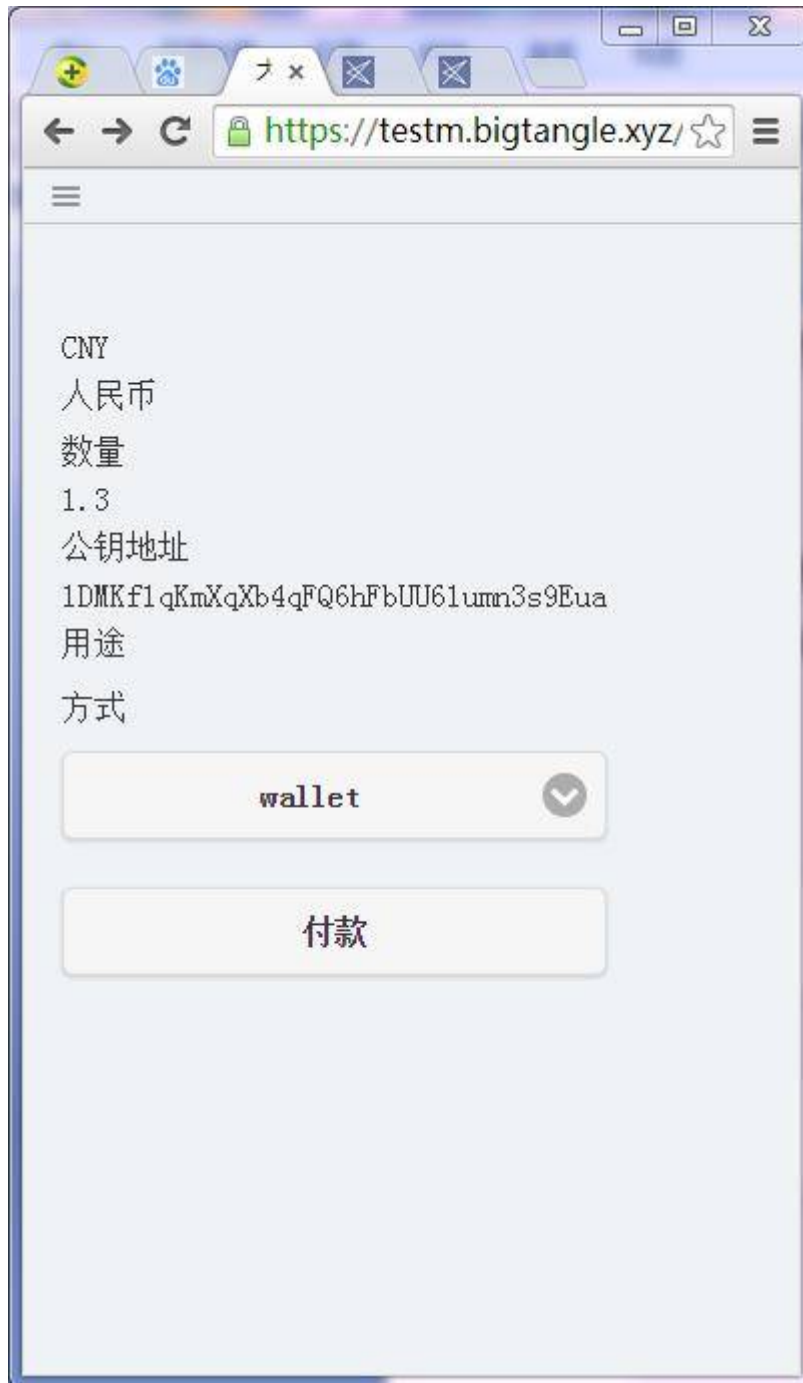 https://testm.bigtangle.xyz/
CNY
人民币
数量
1.3
公钥地址
1DMKf1qKmXqXb4qFQ6hFbUU61umn3s9Eua
用途
方式
wallet
付款